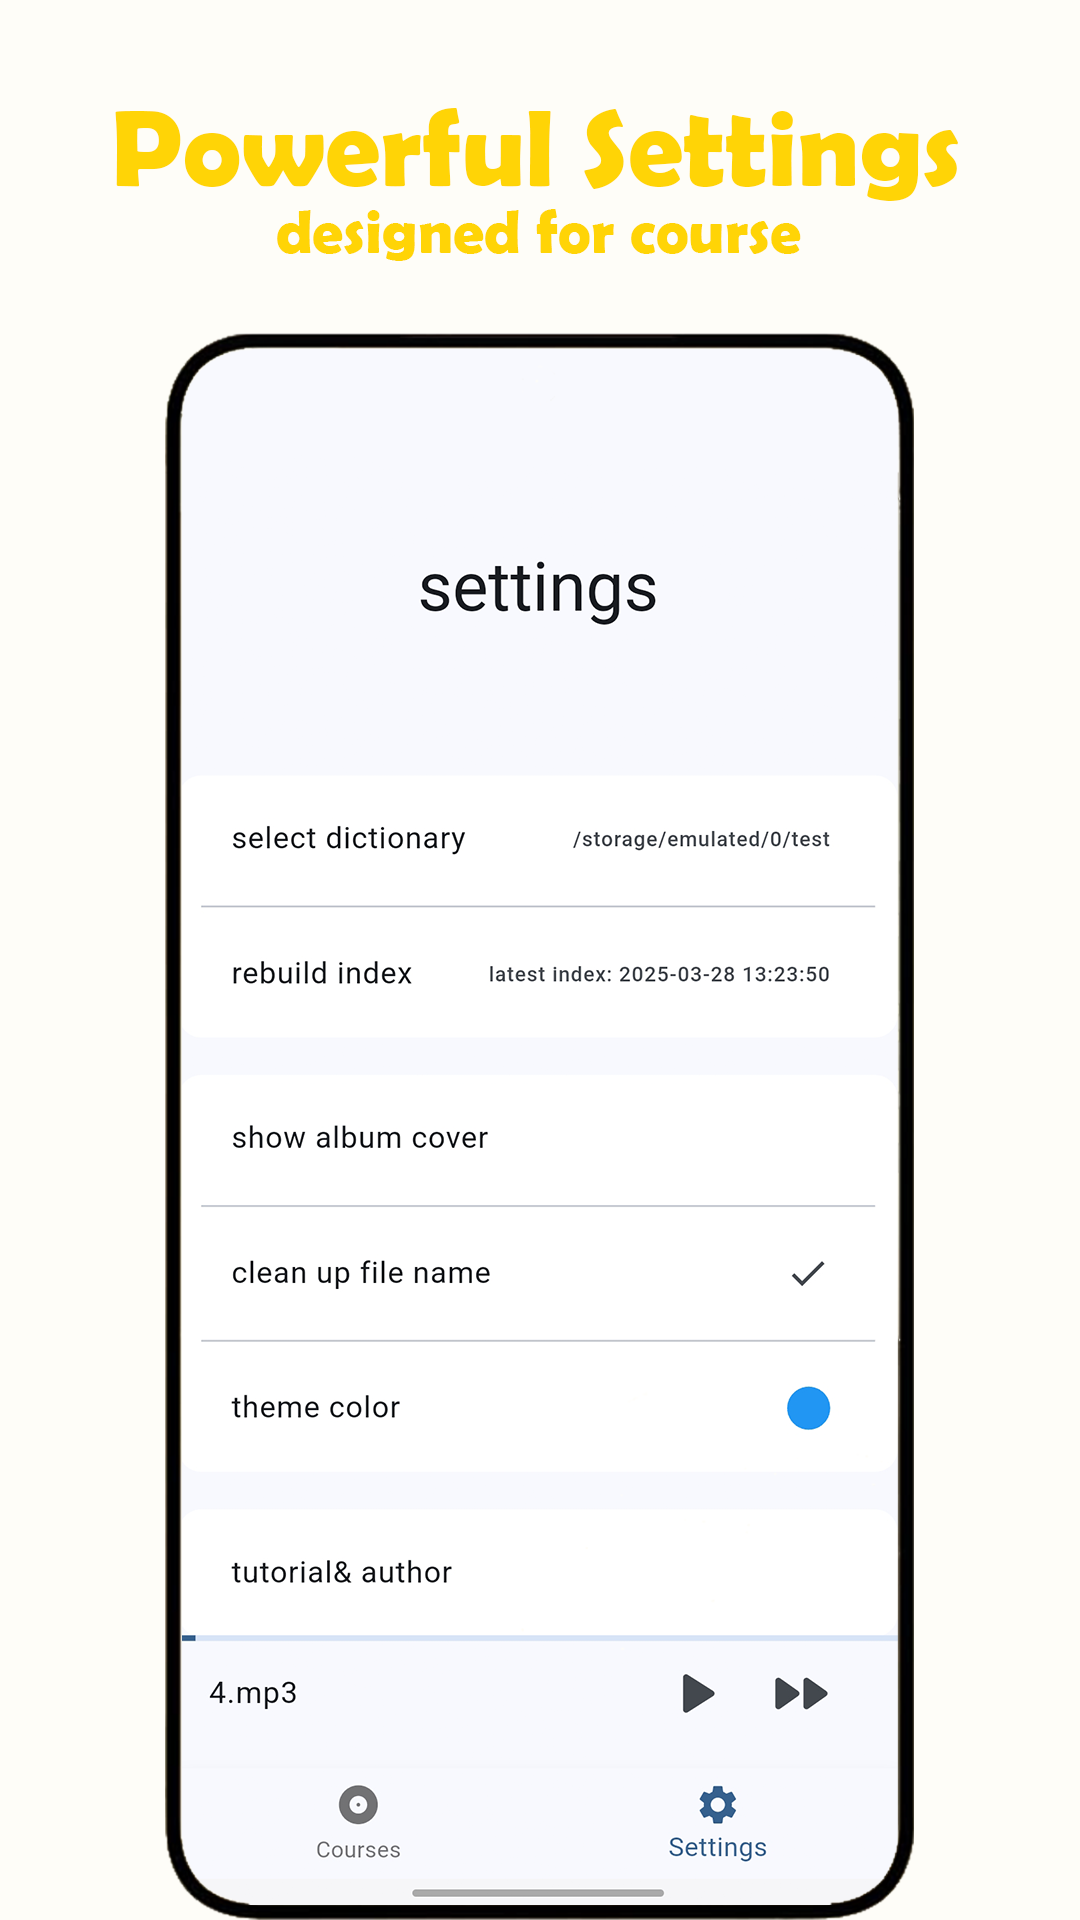 Powerful Settings
designed for course
settings
select dictionary /storage/emulated/0/test
rebuild index latest index: 2025-03-28 13:23:50
show album cover
clean up file name
theme color
tutorial& author
4.mp3
Courses Settings